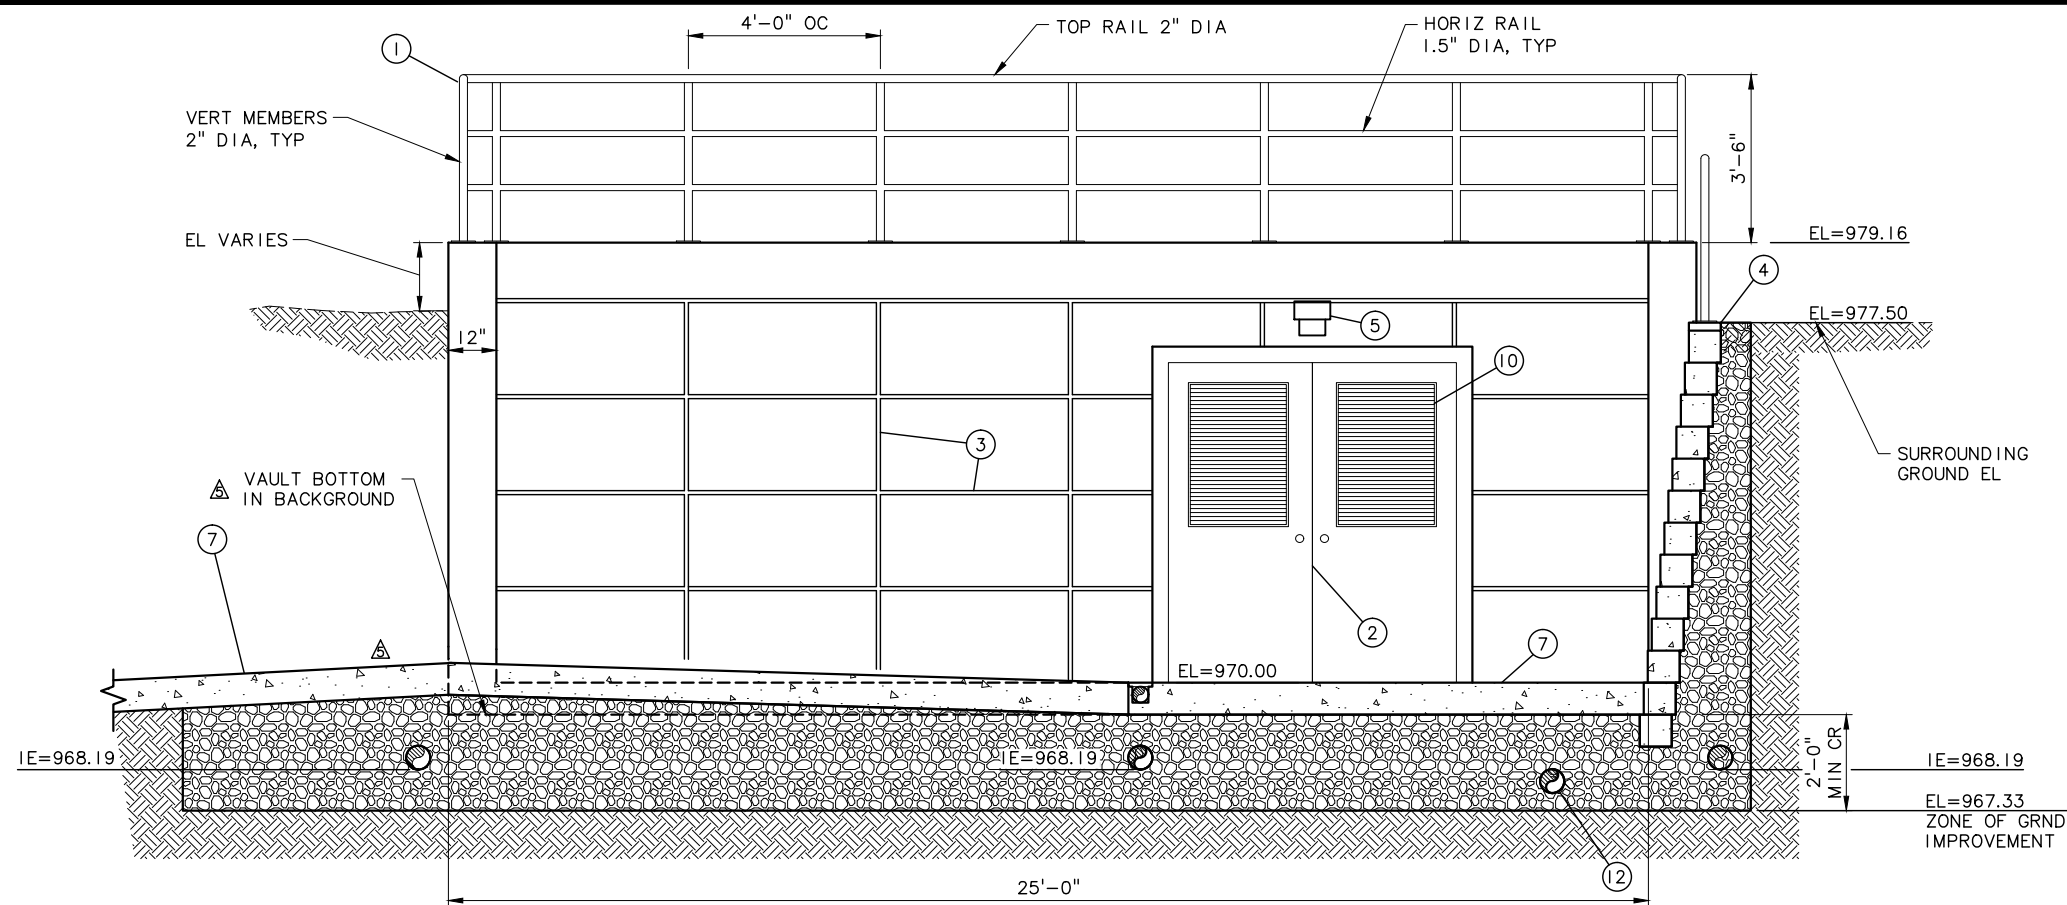 4'-0" OC
TOP RAIL 2" DIA
HORIZ RAIL
1.5" DIA, TYP
1
VERT MEMBERS
2" DIA, TYP
3'-6"
EL VARIES
EL=979.16
4
EL=977.50
12"
5
10
3
SURROUNDING
GROUND EL
5
VAULT BOTTOM
IN BACKGROUND
7
2
7
5
EL=970.00
IE=968.19
IE=968.19
2'-0"
MIN CR
IE=968.19
EL=967.33
ZONE OF GRND
IMPROVEMENT
12
25'-0"